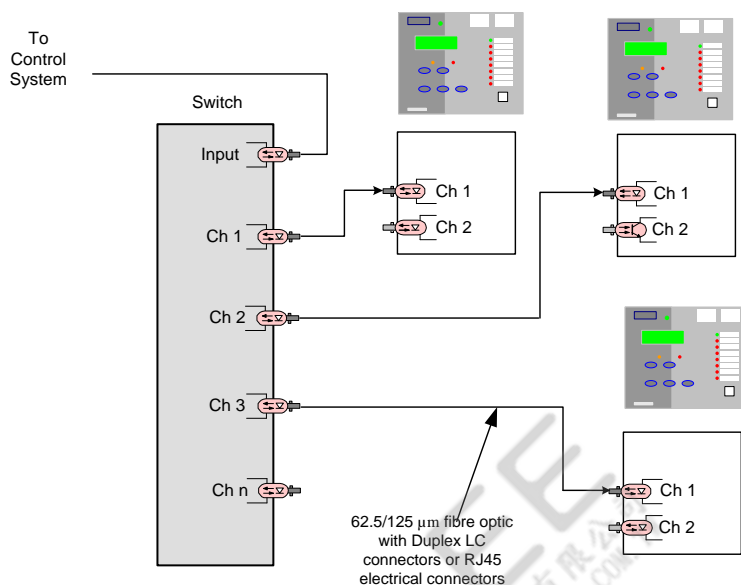 To
Control
System
Switch
Input
Ch 1
Ch 2
Ch 3
Ch n
Ch 1
Ch 2
Ch 1
Ch 2
Ch 1
Ch 2
62.5/125 µm fibre optic
with Duplex LC
connectors or RJ45
electrical connectors